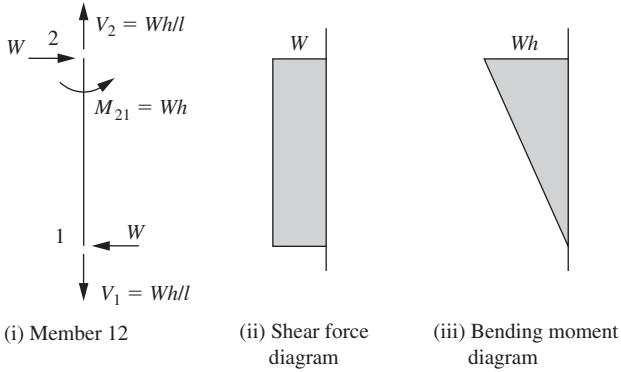 V₂ = Wh/l
2
W
M₂₁ = Wh
1
W
V₁ = Wh/l
(i) Member 12
W
(ii) Shear force
diagram
Wh
(iii) Bending moment
diagram